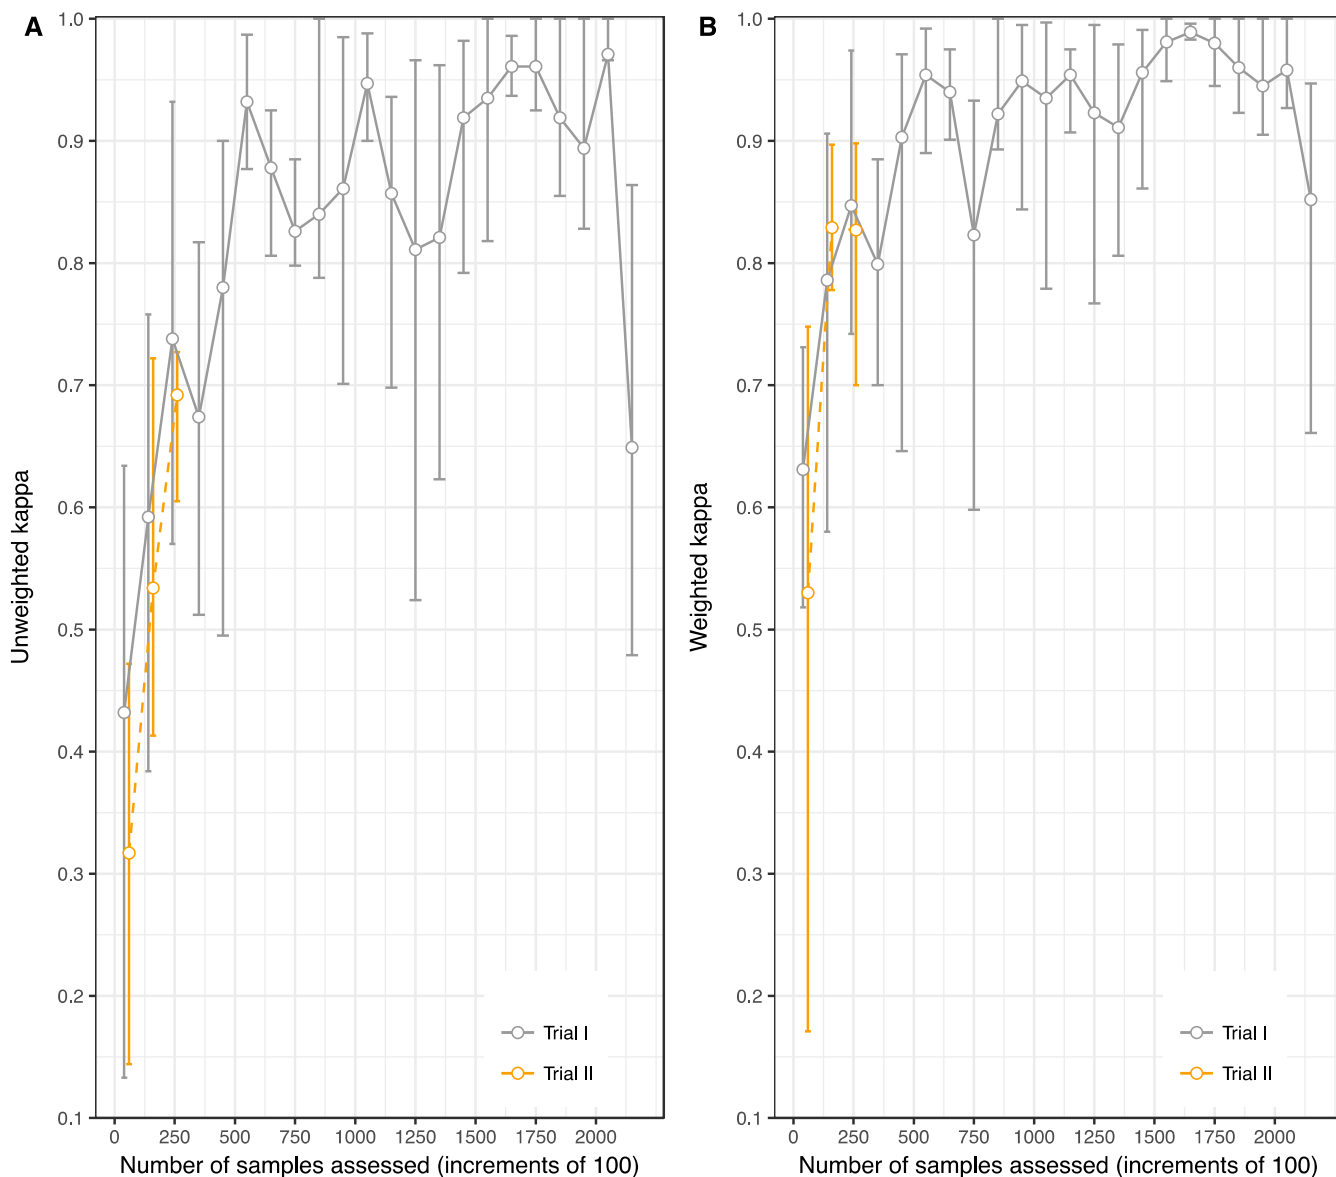 A
Unweighted kappa
1.0
0.9
0.8
0.7
0.6
0.5
0.4
0.3
0.2
0.1
Trial I
Trial II
0 250 500 750 1000 1250 1500 1750 2000
Number of samples assessed (increments of 100)
B
Weighted kappa
1.0
0.9
0.8
0.7
0.6
0.5
0.4
0.3
0.2
0.1
Trial I
Trial II
0 250 500 750 1000 1250 1500 1750 2000
Number of samples assessed (increments of 100)